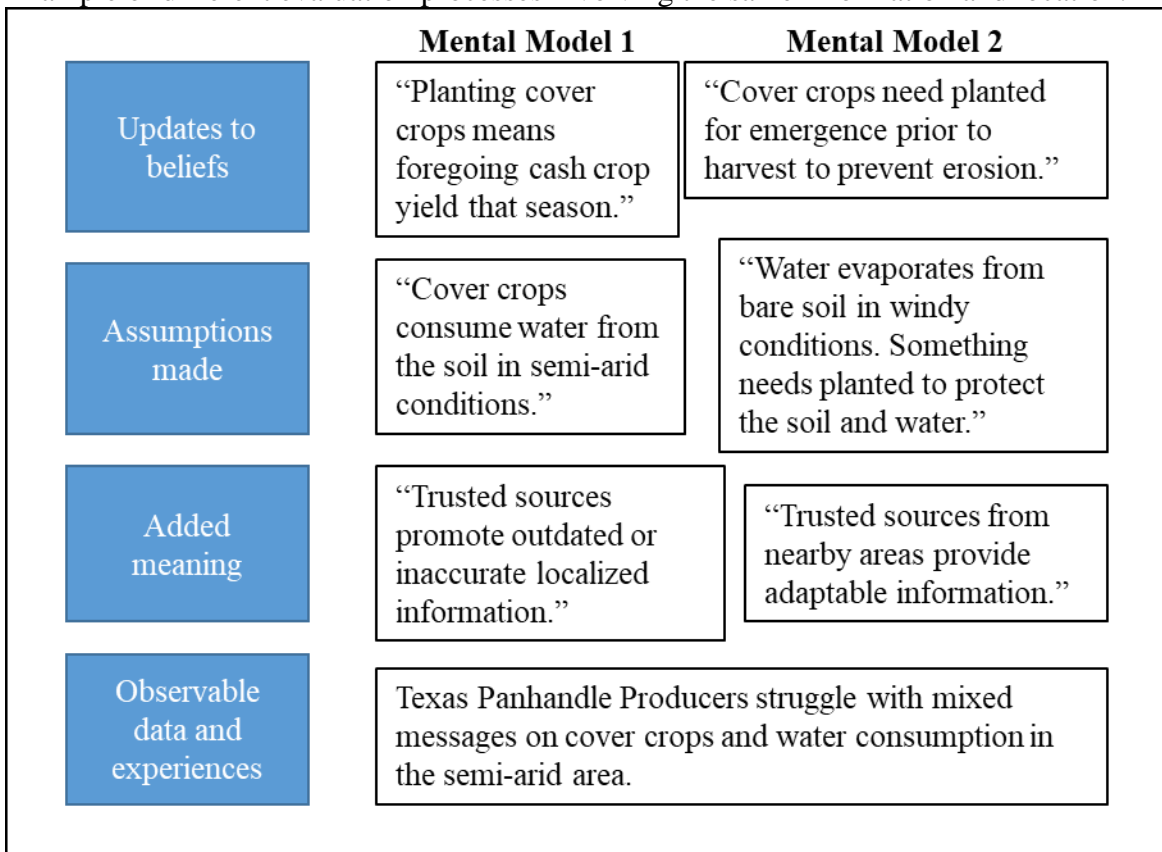 Mental Model 1
Mental Model 2
Updates to
beliefs
“Planting cover
crops means
foregoing cash crop
yield that season.”
“Cover crops need planted
for emergence prior to
harvest to prevent erosion.”
Assumptions
made
“Cover crops
consume water from
the soil in semi-arid
conditions.”
“Water evaporates from
bare soil in windy
conditions. Something
needs planted to protect
the soil and water.”
Added
meaning
“Trusted sources
promote outdated or
inaccurate localized
information.”
“Trusted sources from
nearby areas provide
adaptable information.”
Observable
data and
experiences
Texas Panhandle Producers struggle with mixed
messages on cover crops and water consumption in
the semi-arid area.